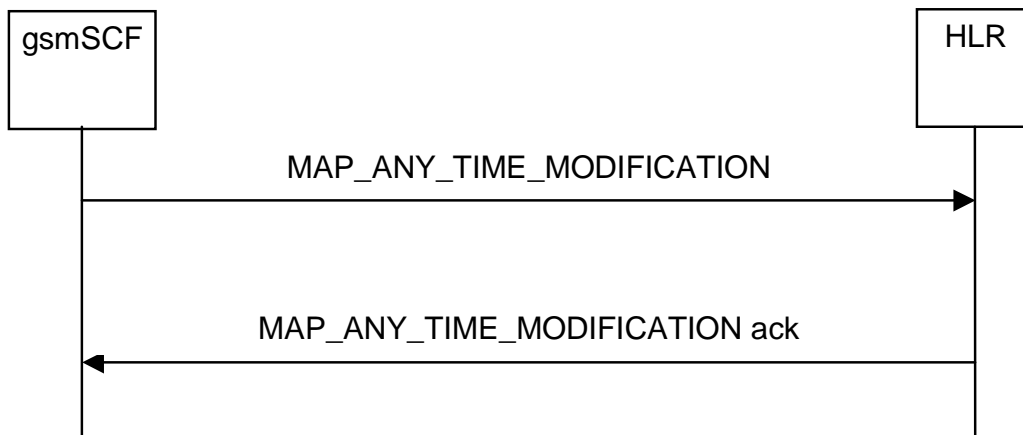 gsmSCF
HLR
MAP_ANY_TIME_MODIFICATION
MAP_ANY_TIME_MODIFICATION ack